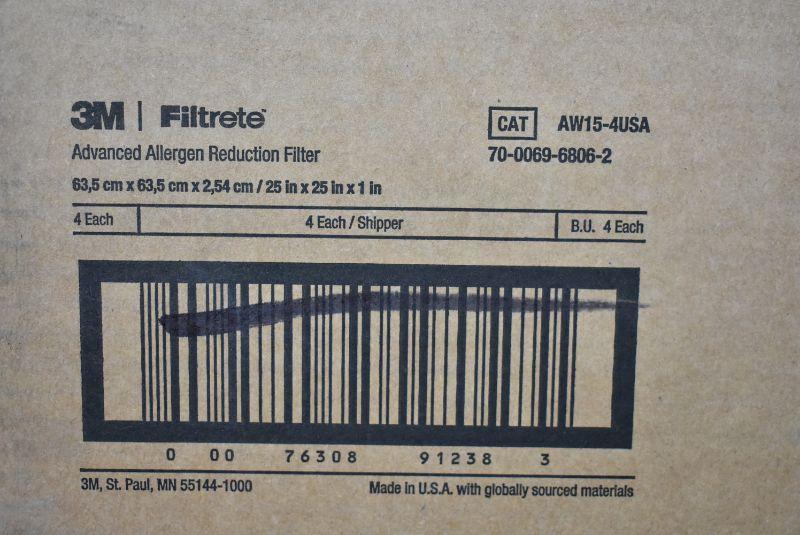 3M | Filtrete™
CAT AW15-4USA
Advanced Allergen Reduction Filter
70-0069-6806-2
63,5 cm x 63,5 cm x 2,54 cm / 25 in x 25 in x 1 in
4 Each | 4 Each / Shipper | B.U. 4 Each
0 00 76308 91238 3
3M, St. Paul, MN 55144-1000
Made in U.S.A. with globally sourced materials